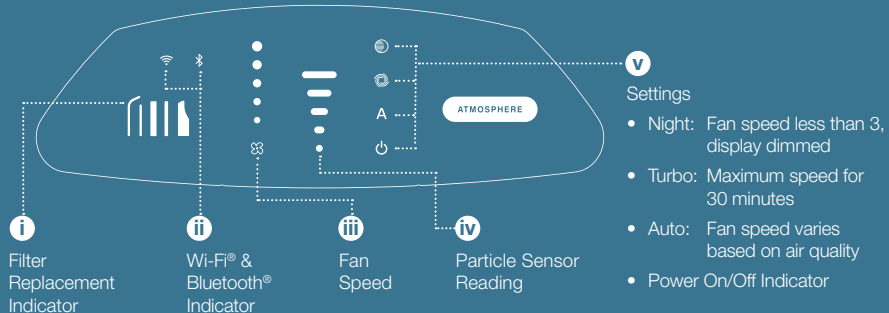 A
ATMOSPHERE
i
Filter
Replacement
Indicator
ii
Wi-Fi® &
Bluetooth®
Indicator
iii
Fan
Speed
iv
Particle Sensor
Reading
v
Settings
• Night: Fan speed less than 3,
display dimmed
• Turbo: Maximum speed for
30 minutes
• Auto: Fan speed varies
based on air quality
• Power On/Off Indicator